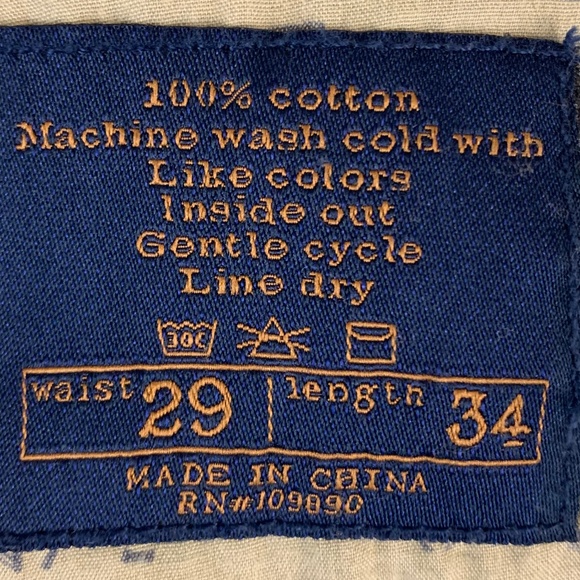 100% cotton
Machine wash cold with
Like colors
Inside out
Gentle cycle
Line dry
30C
waist 29 length 34
MADE IN CHINA
RN#109890